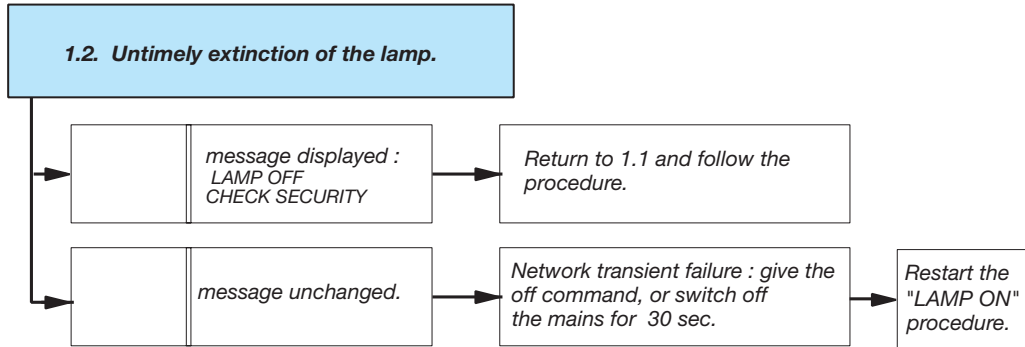 1.2. Untimely extinction of the lamp.
message displayed :
LAMP OFF
CHECK SECURITY
Return to 1.1 and follow the
procedure.
message unchanged.
Network transient failure : give the
off command, or switch off
the mains for 30 sec.
Restart the
"LAMP ON"
procedure.